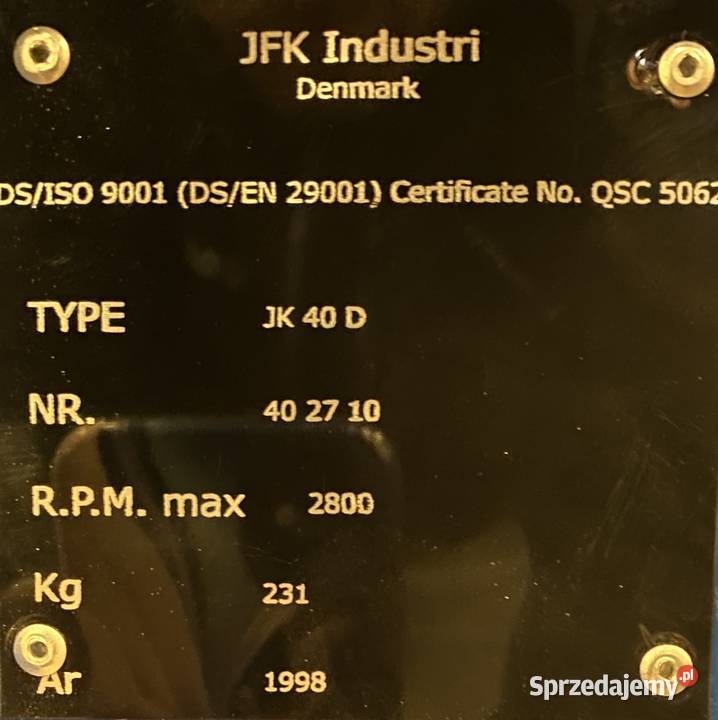 JFK Industri
Denmark
DS/ISO 9001 (DS/EN 29001) Certificate No. QSC 5062
TYPE JK 40 D
NR. 40 27 10
R.P.M. max 2800
Kg 231
Ar 1998
Sprzedajemy.pl